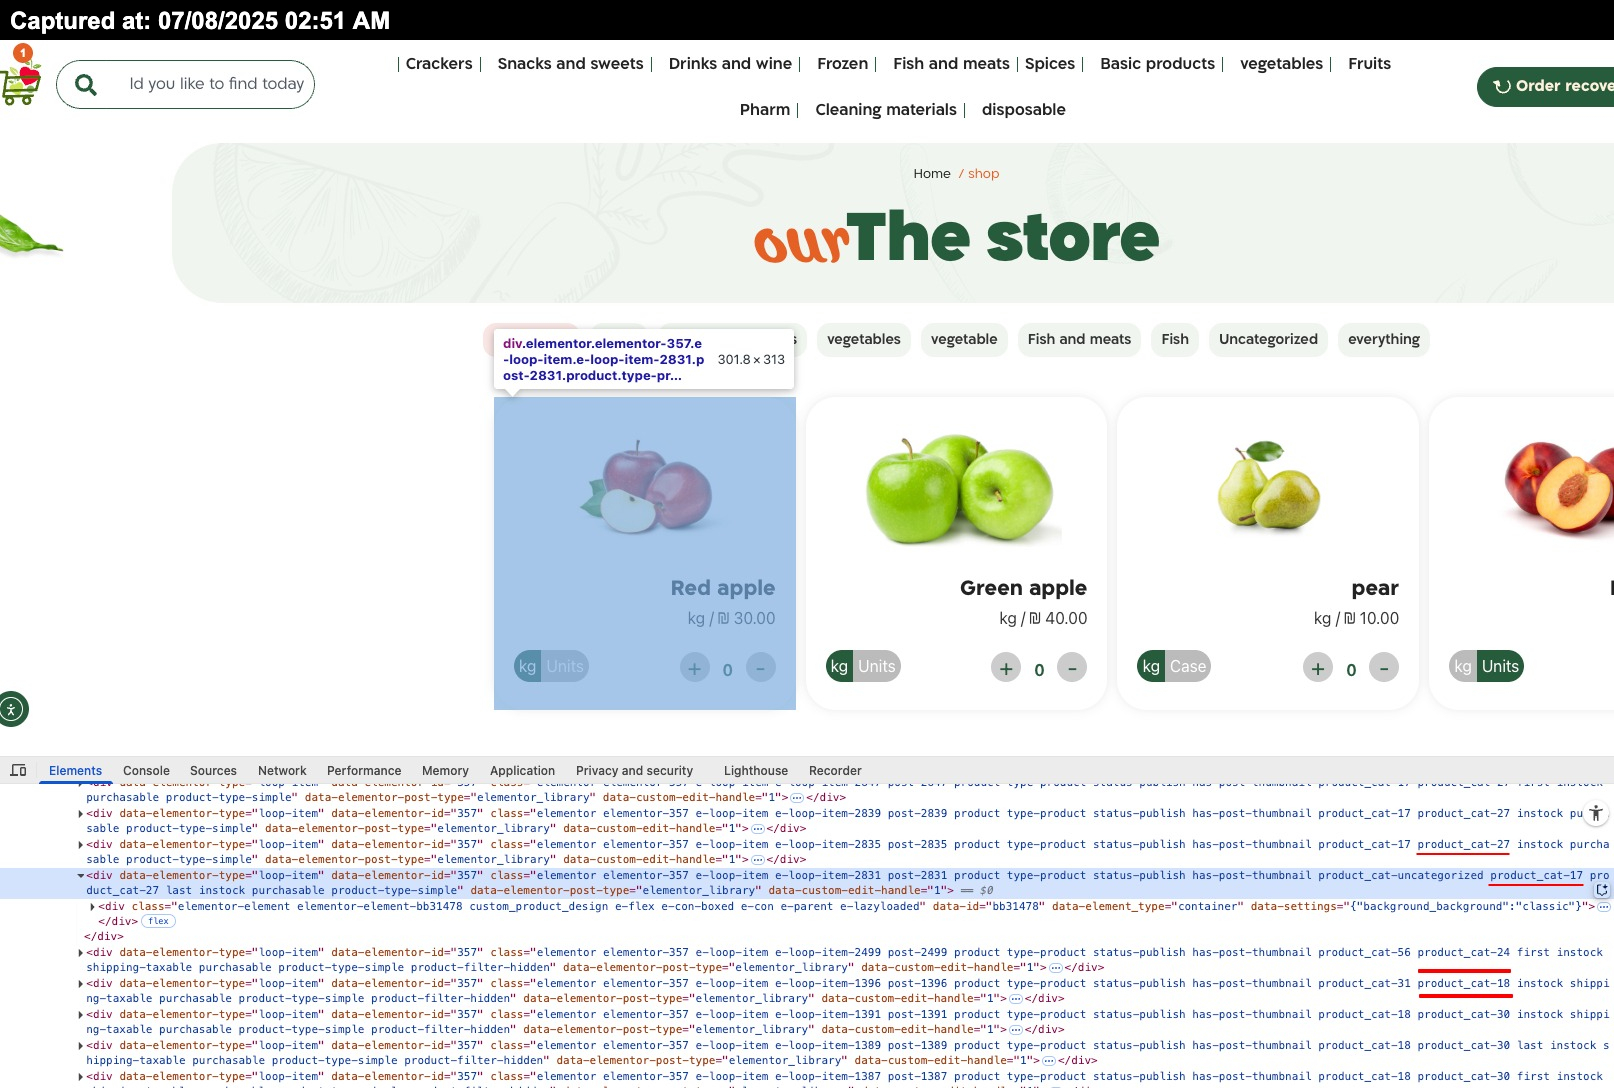 Captured at: 07/08/2025 02:51 AM
1
ld you like to find today
Crackers | Snacks and sweets | Drinks and wine | Frozen | Fish and meats | Spices | Basic products | vegetables | Fruits
Pharm | Cleaning materials | disposable
Order recove
Home / shop
ourThe store
div.elementor.elementor-357.e
-loop-item.e-loop-item-2831.p
ost-2831.product.type-pr...
301.8 × 313
s
vegetables
vegetable
Fish and meats
Fish
Uncategorized
everything
Red apple
kg / ₪ 30.00
kg Units
+ 0 -
Green apple
kg / ₪ 40.00
kg Units
+ 0 -
pear
kg / ₪ 10.00
kg Case
+ 0 -
kg Units
Elements Console Sources Network Performance Memory Application Privacy and security Lighthouse Recorder
purchasable product-type-simple" data-elementor-post-type="elementor_library" data-custom-edit-handle="1">…</div>
<div data-elementor-type="loop-item" data-elementor-id="357" class="elementor elementor-357 e-loop-item e-loop-item-2839 post-2839 product type-product status-publish has-post-thumbnail product_cat-17 product_cat-27 instock pu
sable product-type-simple" data-elementor-post-type="elementor_library" data-custom-edit-handle="1">…</div>
<div data-elementor-type="loop-item" data-elementor-id="357" class="elementor elementor-357 e-loop-item e-loop-item-2835 post-2835 product type-product status-publish has-post-thumbnail product_cat-17 product_cat-27 instock purcha
sable product-type-simple" data-elementor-post-type="elementor_library" data-custom-edit-handle="1">…</div>
<div data-elementor-type="loop-item" data-elementor-id="357" class="elementor elementor-357 e-loop-item e-loop-item-2831 post-2831 product type-product status-publish has-post-thumbnail product_cat-uncategorized product_cat-17 pro
duct_cat-27 last instock purchasable product-type-simple" data-elementor-post-type="elementor_library" data-custom-edit-handle="1"> == $0
<div class="elementor-element elementor-element-bb31478 custom_product_design e-flex e-con-boxed e-con e-parent e-lazyloaded" data-id="bb31478" data-element_type="container" data-settings="{"background_background":"classic"}">…
</div> flex
</div>
<div data-elementor-type="loop-item" data-elementor-id="357" class="elementor elementor-357 e-loop-item e-loop-item-2499 post-2499 product type-product status-publish has-post-thumbnail product_cat-56 product_cat-24 first instock
shipping-taxable purchasable product-type-simple product-filter-hidden" data-elementor-post-type="elementor_library" data-custom-edit-handle="1">…</div>
<div data-elementor-type="loop-item" data-elementor-id="357" class="elementor elementor-357 e-loop-item e-loop-item-1396 post-1396 product type-product status-publish has-post-thumbnail product_cat-31 product_cat-18 instock shippi
ng-taxable purchasable product-type-simple product-filter-hidden" data-elementor-post-type="elementor_library" data-custom-edit-handle="1">…</div>
<div data-elementor-type="loop-item" data-elementor-id="357" class="elementor elementor-357 e-loop-item e-loop-item-1391 post-1391 product type-product status-publish has-post-thumbnail product_cat-18 product_cat-30 instock shippi
ng-taxable purchasable product-type-simple product-filter-hidden" data-elementor-post-type="elementor_library" data-custom-edit-handle="1">…</div>
<div data-elementor-type="loop-item" data-elementor-id="357" class="elementor elementor-357 e-loop-item e-loop-item-1389 post-1389 product type-product status-publish has-post-thumbnail product_cat-18 product_cat-30 last instock s
hipping-taxable purchasable product-type-simple product-filter-hidden" data-elementor-post-type="elementor_library" data-custom-edit-handle="1">…</div>
<div data-elementor-type="loop-item" data-elementor-id="357" class="elementor elementor-357 e-loop-item e-loop-item-1387 post-1387 product type-product status-publish has-post-thumbnail product_cat-18 product_cat-30 first instock